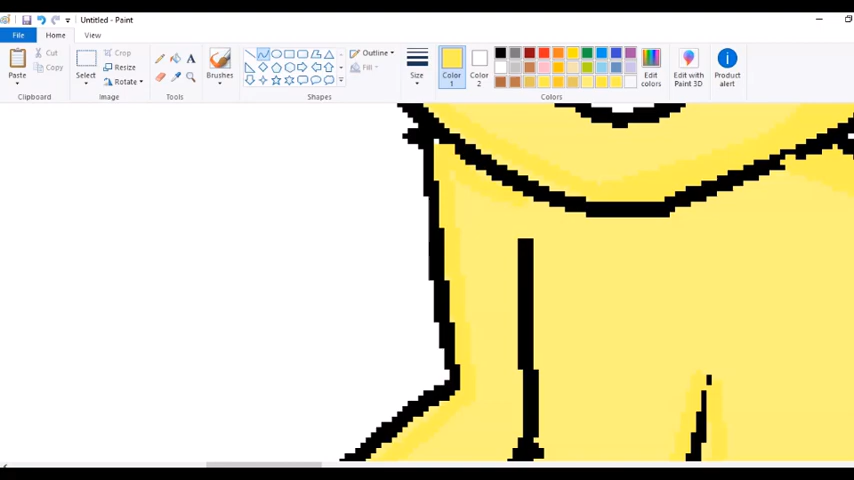 Untitled - Paint
File
Home
View
Paste
Cut
Copy
Clipboard
Select
Crop
Resize
Rotate
Image
Tools
Brushes
Outline
Fill
Shapes
Size
Color 1
Color 2
Edit colors
Colors
Edit with Paint 3D
Product alert